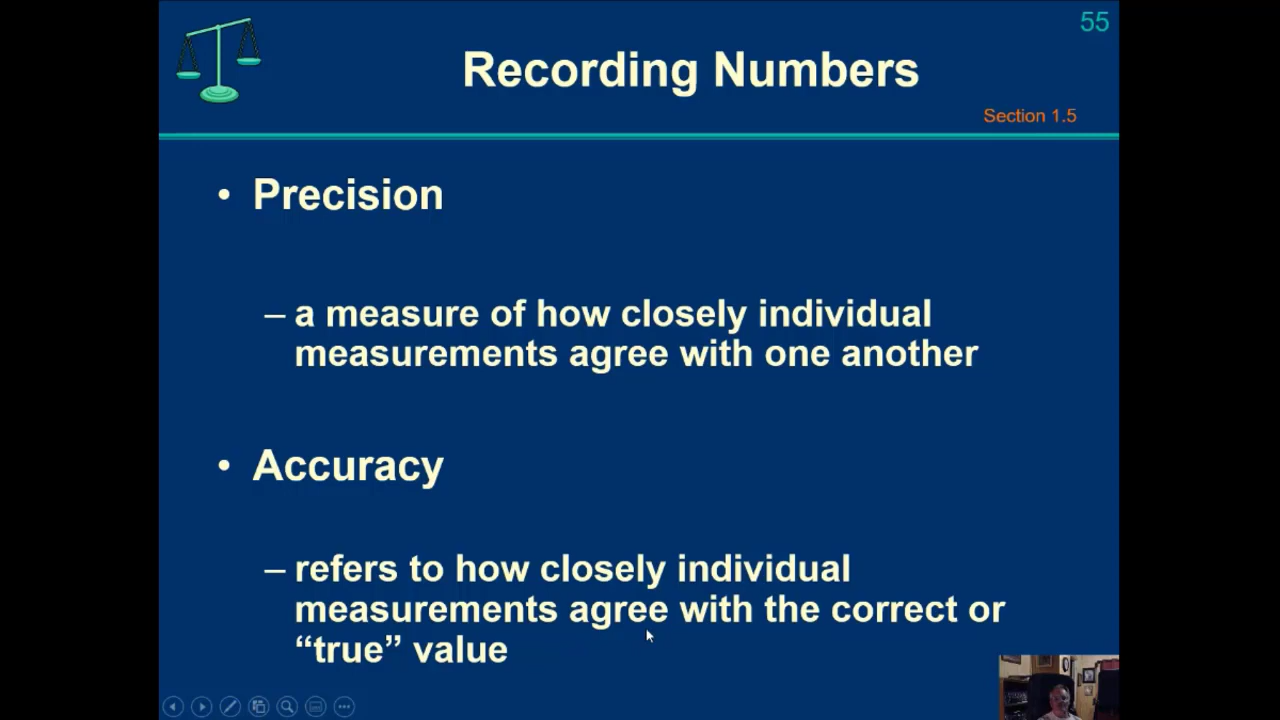 55
Recording Numbers
Section 1.5
• Precision
– a measure of how closely individual
measurements agree with one another
• Accuracy
– refers to how closely individual
measurements agree with the correct or
“true” value